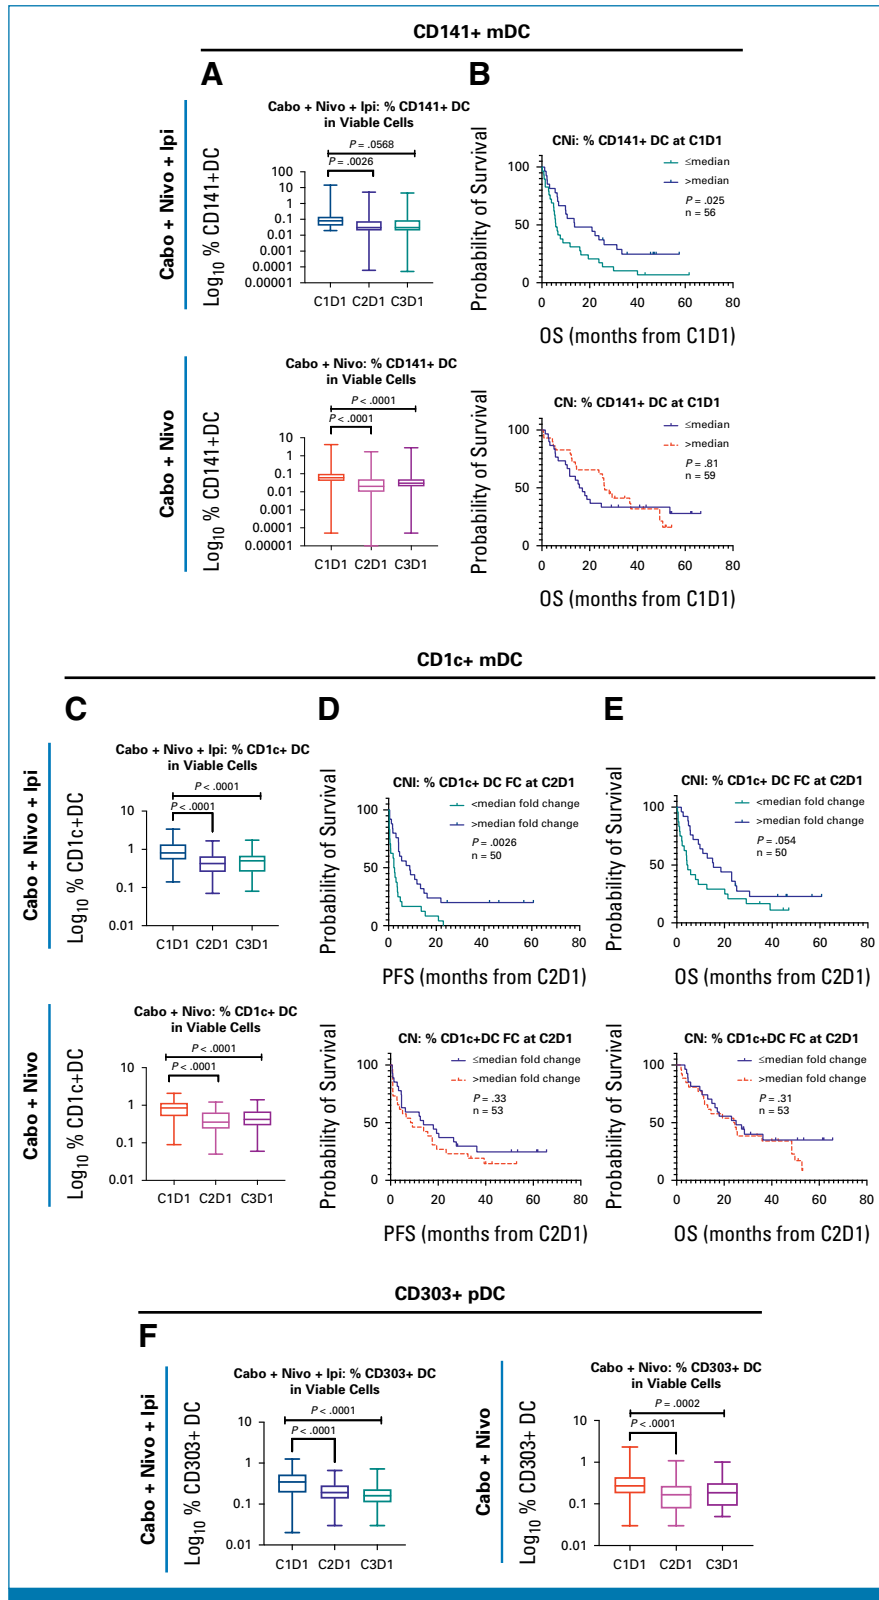 CD141+ mDC
A
B
Cabo + Nivo + Ipi
Cabo + Nivo + Ipi: % CD141+ DC
in Viable Cells
P = .0568
P = .0026
Log10 % CD141+DC
100
10
1
0.1
0.01
0.001
0.0001
0.00001
C1D1 C2D1 C3D1
CNi: % CD141+ DC at C1D1
≤median
>median
P = .025
n = 56
Probability of Survival
100
50
0
0 20 40 60 80
OS (months from C1D1)
Cabo + Nivo
Cabo + Nivo: % CD141+ DC
in Viable Cells
P < .0001
P < .0001
Log10 % CD141+DC
10
1
0.1
0.01
0.001
0.0001
0.00001
C1D1 C2D1 C3D1
CN: % CD141+ DC at C1D1
≤median
>median
P = .81
n = 59
Probability of Survival
100
50
0
0 20 40 60 80
OS (months from C1D1)
CD1c+ mDC
C
D
E
Cabo + Nivo + Ipi
Cabo + Nivo + Ipi: % CD1c+ DC
in Viable Cells
P < .0001
P < .0001
Log10 % CD1c+DC
10
1
0.1
0.01
C1D1 C2D1 C3D1
CNI: % CD1c+ DC FC at C2D1
<median fold change
>median fold change
P = .0026
n = 50
Probability of Survival
100
50
0
0 20 40 60 80
PFS (months from C2D1)
CNI: % CD1c+ DC FC at C2D1
<median fold change
>median fold change
P = .054
n = 50
Probability of Survival
100
50
0
0 20 40 60 80
OS (months from C2D1)
Cabo + Nivo
Cabo + Nivo: % CD1c+ DC
in Viable Cells
P < .0001
P < .0001
Log10 % CD1c+DC
10
1
0.1
0.01
C1D1 C2D1 C3D1
CN: % CD1c+DC FC at C2D1
≤median fold change
>median fold change
P = .33
n = 53
Probability of Survival
100
50
0
0 20 40 60 80
PFS (months from C2D1)
CN: % CD1c+DC FC at C2D1
≤median fold change
>median fold change
P = .31
n = 53
Probability of Survival
100
50
0
0 20 40 60 80
OS (months from C2D1)
CD303+ pDC
F
Cabo + Nivo + Ipi
Cabo + Nivo + Ipi: % CD303+ DC
in Viable Cells
P < .0001
P < .0001
Log10 % CD303+ DC
10
1
0.1
0.01
C1D1 C2D1 C3D1
Cabo + Nivo
Cabo + Nivo: % CD303+ DC
in Viable Cells
P = .0002
P < .0001
Log10 % CD303+ DC
10
1
0.1
0.01
C1D1 C2D1 C3D1